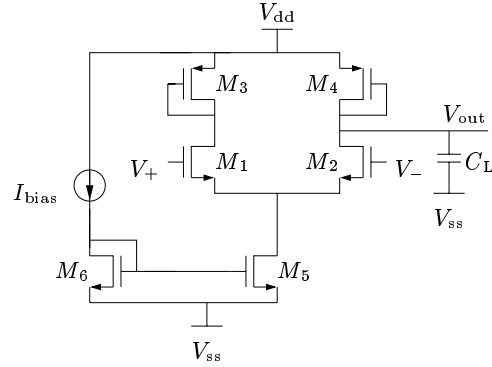 V_dd
M_3
M_4
V_out
V_+
M_1
M_2
V_−
C_L
I_bias
V_ss
M_6
M_5
V_ss